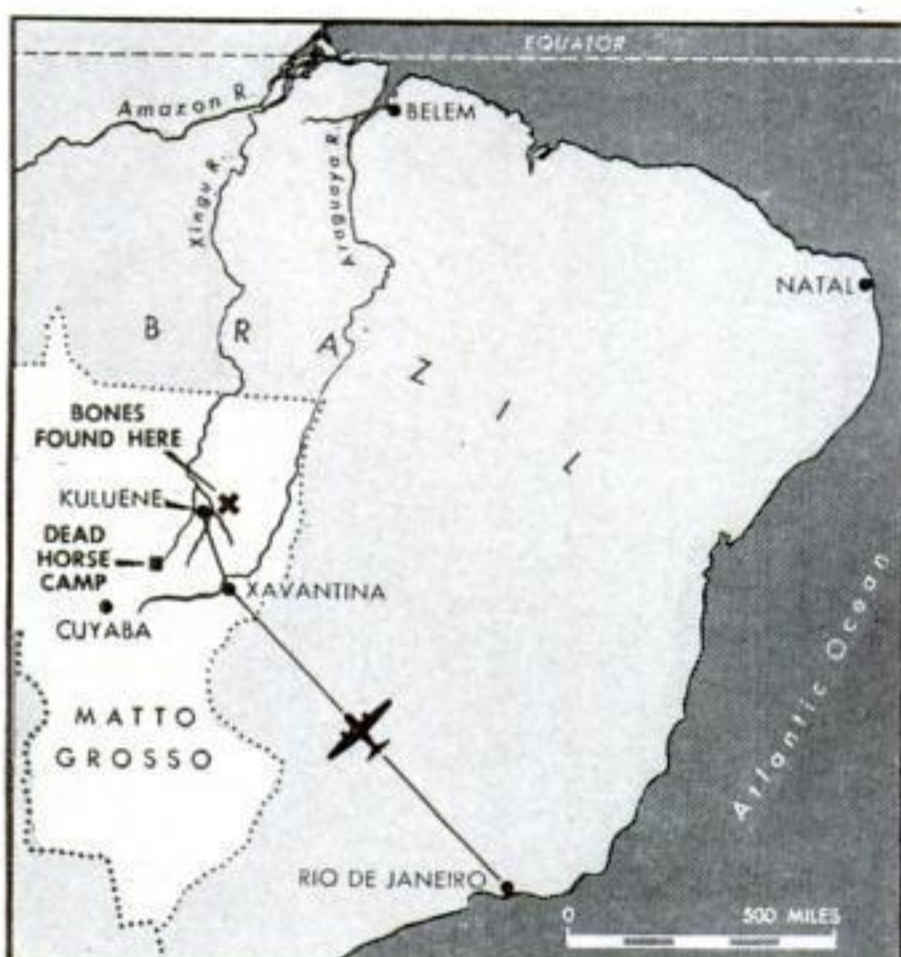 EQUATOR
Amazon R.
BELEM
Xingu R.
Araguaya R.
NATAL
B R A Z I L
BONES
FOUND HERE
KULUENE
DEAD
HORSE
CAMP
XAVANTINA
CUYABA
MATTO
GROSSO
Atlantic Ocean
RIO DE JANEIRO
0 500 MILES